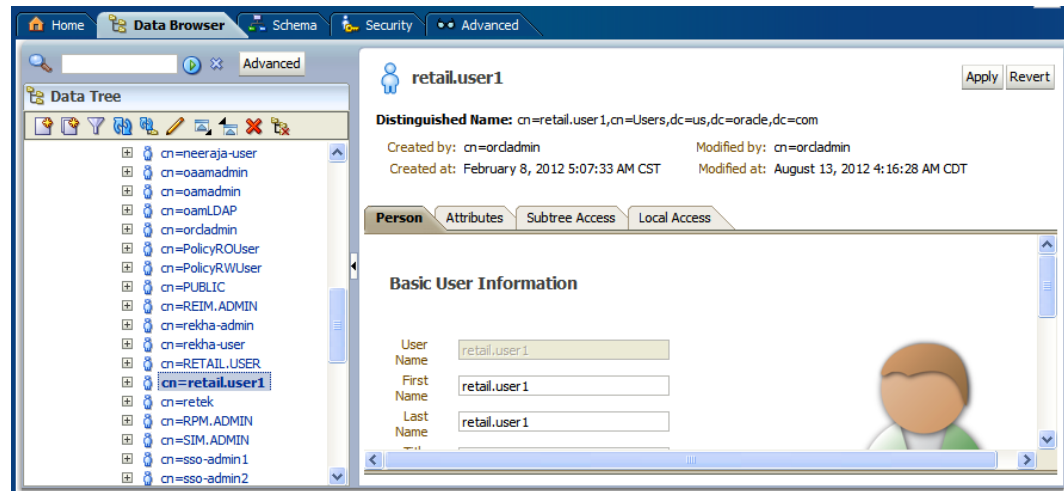 Home Data Browser Schema Security Advanced
Advanced
Data Tree
cn=neeraja-user
cn=oaamadmin
cn=oamadmin
cn=oamLDAP
cn=orcladmin
cn=PolicyROUser
cn=PolicyRWUser
cn=PUBLIC
cn=REIM.ADMIN
cn=rekha-admin
cn=rekha-user
cn=RETAIL.USER
cn=retail.user1
cn=retek
cn=RPM.ADMIN
cn=SIM.ADMIN
cn=sso-admin1
cn=sso-admin2
retail.user1
Apply Revert
Distinguished Name: cn=retail.user1,cn=Users,dc=us,dc=oracle,dc=com
Created by: cn=orcladmin Modified by: cn=orcladmin
Created at: February 8, 2012 5:07:33 AM CST Modified at: August 13, 2012 4:16:28 AM CDT
Person Attributes Subtree Access Local Access
Basic User Information
User Name retail.user1
First Name retail.user1
Last Name retail.user1